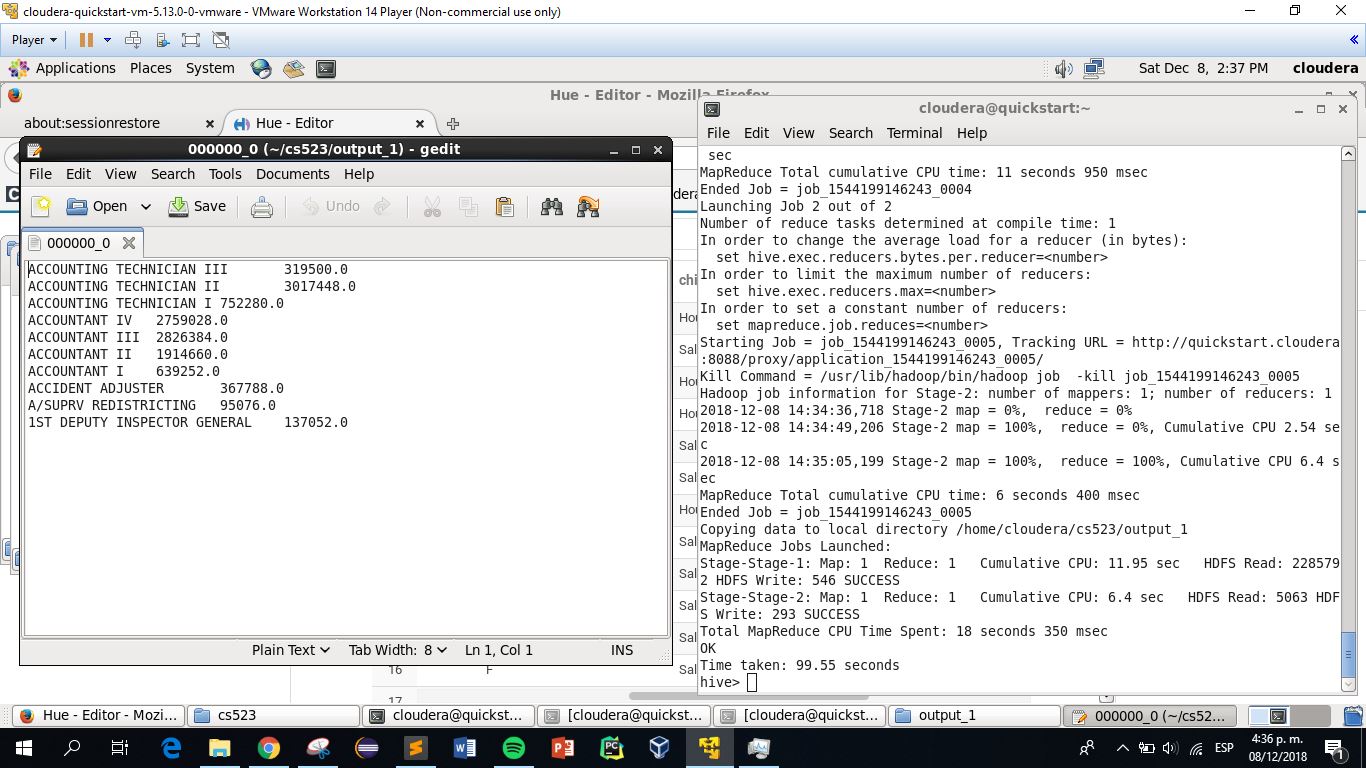 cloudera-quickstart-vm-5.13.0-0-vmware - VMware Workstation 14 Player (Non-commercial use only)
Player
Applications Places System Sat Dec 8, 2:37 PM cloudera
Hue - Editor - Mozilla Firefox
about:sessionrestore Hue - Editor
000000_0 (~/cs523/output_1) - gedit
File Edit View Search Tools Documents Help
Open Save Undo
000000_0
ACCOUNTING TECHNICIAN III 319500.0
ACCOUNTING TECHNICIAN II 3017448.0
ACCOUNTING TECHNICIAN I 752280.0
ACCOUNTANT IV 2759028.0
ACCOUNTANT III 2826384.0
ACCOUNTANT II 1914660.0
ACCOUNTANT I 639252.0
ACCIDENT ADJUSTER 367788.0
A/SUPRV REDISTRICTING 95076.0
1ST DEPUTY INSPECTOR GENERAL 137052.0
Plain Text Tab Width: 8 Ln 1, Col 1 INS
16 F Sal
17
cloudera@quickstart:~
File Edit View Search Terminal Help
sec
MapReduce Total cumulative CPU time: 11 seconds 950 msec
Ended Job = job_1544199146243_0004
Launching Job 2 out of 2
Number of reduce tasks determined at compile time: 1
In order to change the average load for a reducer (in bytes):
set hive.exec.reducers.bytes.per.reducer=<number>
In order to limit the maximum number of reducers:
set hive.exec.reducers.max=<number>
In order to set a constant number of reducers:
set mapreduce.job.reduces=<number>
Starting Job = job_1544199146243_0005, Tracking URL = http://quickstart.cloudera
:8088/proxy/application_1544199146243_0005/
Kill Command = /usr/lib/hadoop/bin/hadoop job -kill job_1544199146243_0005
Hadoop job information for Stage-2: number of mappers: 1; number of reducers: 1
2018-12-08 14:34:36,718 Stage-2 map = 0%, reduce = 0%
2018-12-08 14:34:49,206 Stage-2 map = 100%, reduce = 0%, Cumulative CPU 2.54 se
c
2018-12-08 14:35:05,199 Stage-2 map = 100%, reduce = 100%, Cumulative CPU 6.4 s
ec
MapReduce Total cumulative CPU time: 6 seconds 400 msec
Ended Job = job_1544199146243_0005
Copying data to local directory /home/cloudera/cs523/output_1
MapReduce Jobs Launched:
Stage-Stage-1: Map: 1 Reduce: 1 Cumulative CPU: 11.95 sec HDFS Read: 228579
2 HDFS Write: 546 SUCCESS
Stage-Stage-2: Map: 1 Reduce: 1 Cumulative CPU: 6.4 sec HDFS Read: 5063 HDF
S Write: 293 SUCCESS
Total MapReduce CPU Time Spent: 18 seconds 350 msec
OK
Time taken: 99.55 seconds
hive>
Hue - Editor - Mozi... cs523 cloudera@quickst... [cloudera@quickst... [cloudera@quickst... output_1 000000_0 (~/cs52...
ESP 4:36 p. m.
08/12/2018